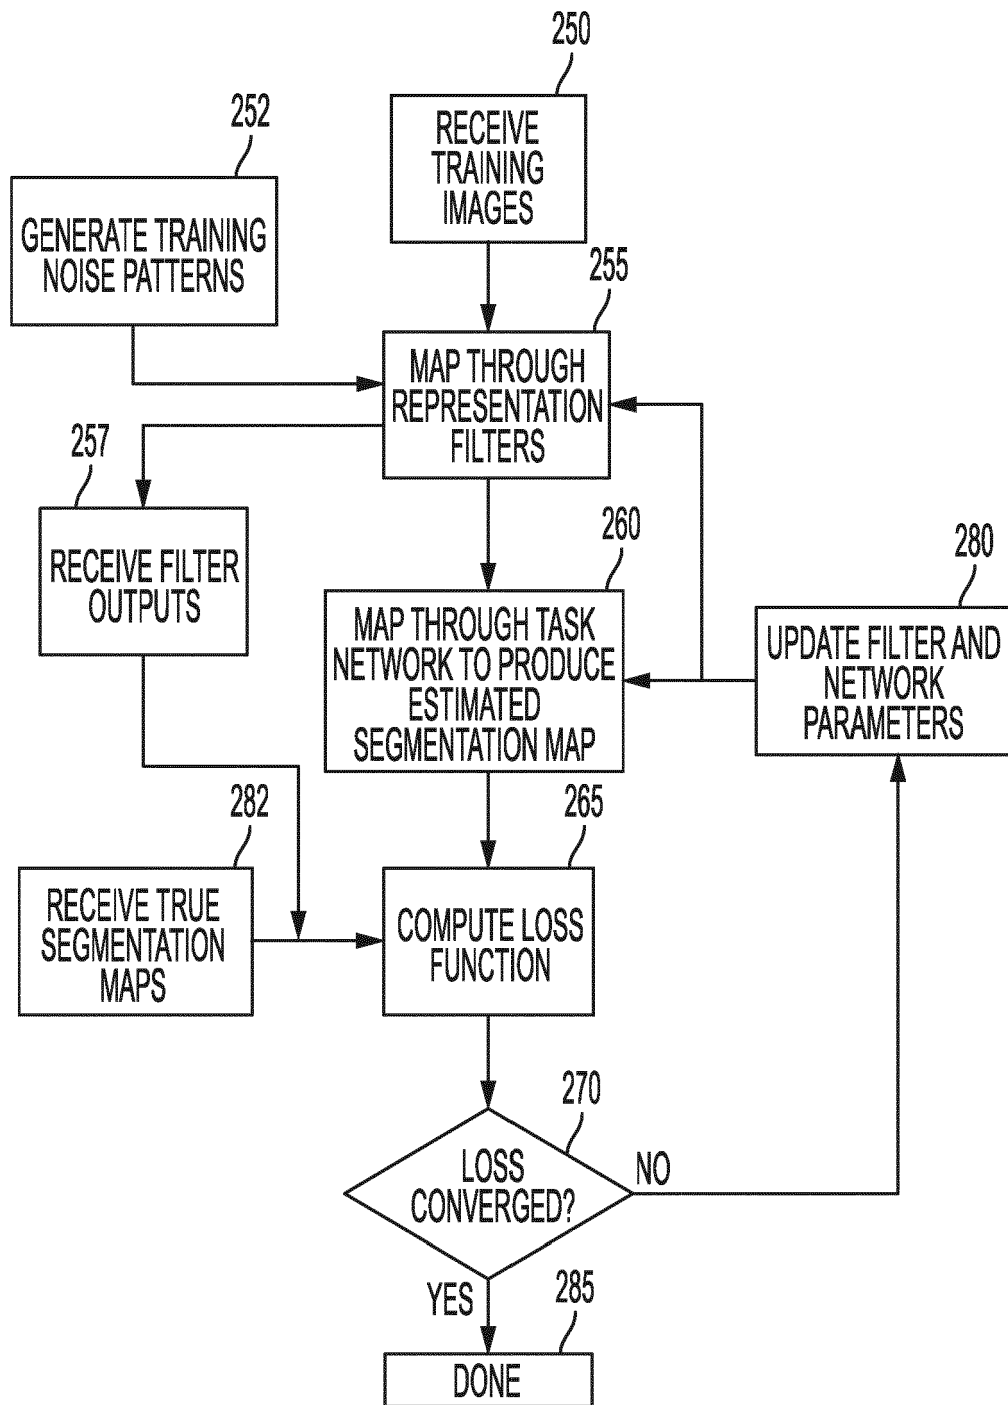 250
RECEIVE
TRAINING
IMAGES
252
GENERATE TRAINING
NOISE PATTERNS
255
MAP THROUGH
REPRESENTATION
FILTERS
257
RECEIVE FILTER
OUTPUTS
260
MAP THROUGH TASK
NETWORK TO PRODUCE
ESTIMATED
SEGMENTATION MAP
280
UPDATE FILTER AND
NETWORK
PARAMETERS
282
RECEIVE TRUE
SEGMENTATION
MAPS
265
COMPUTE LOSS
FUNCTION
270
LOSS
CONVERGED?
NO
YES
285
DONE